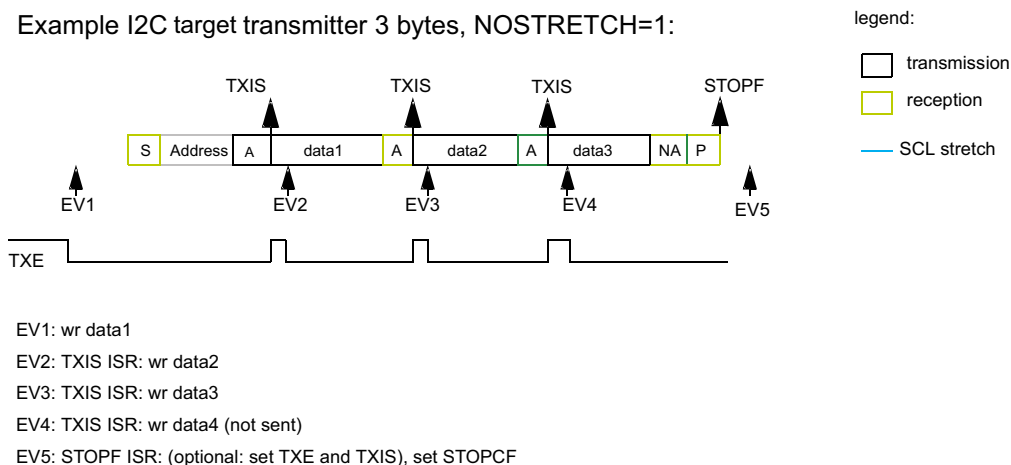 Example I2C target transmitter 3 bytes, NOSTRETCH=1:
legend:
transmission
reception
SCL stretch
TXIS TXIS TXIS STOPF
S Address A data1 A data2 A data3 NA P
EV1 EV2 EV3 EV4 EV5
TXE
EV1: wr data1
EV2: TXIS ISR: wr data2
EV3: TXIS ISR: wr data3
EV4: TXIS ISR: wr data4 (not sent)
EV5: STOPF ISR: (optional: set TXE and TXIS), set STOPCF